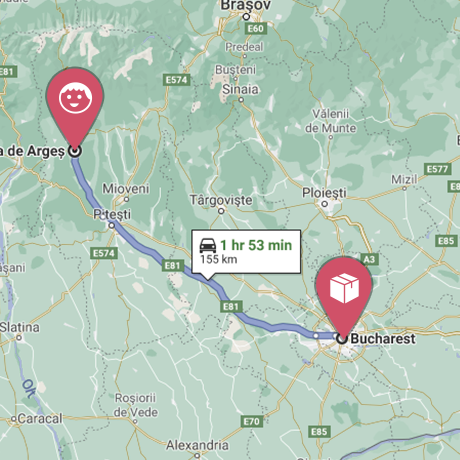 Brașov
E60
Predeal
E81
E574
Bușteni
Sinaia
Vălenii
de Munte
a de Argeș
E577
Mioveni
Mizil
Ploiești
Târgoviște
Pitești
E85
1 hr 53 min
155 km
E574
E81
A3
ășani
E81
Slatina
Bucharest
Olt
Roșiorii
de Vede
Caracal
E70
E85
Alexandria